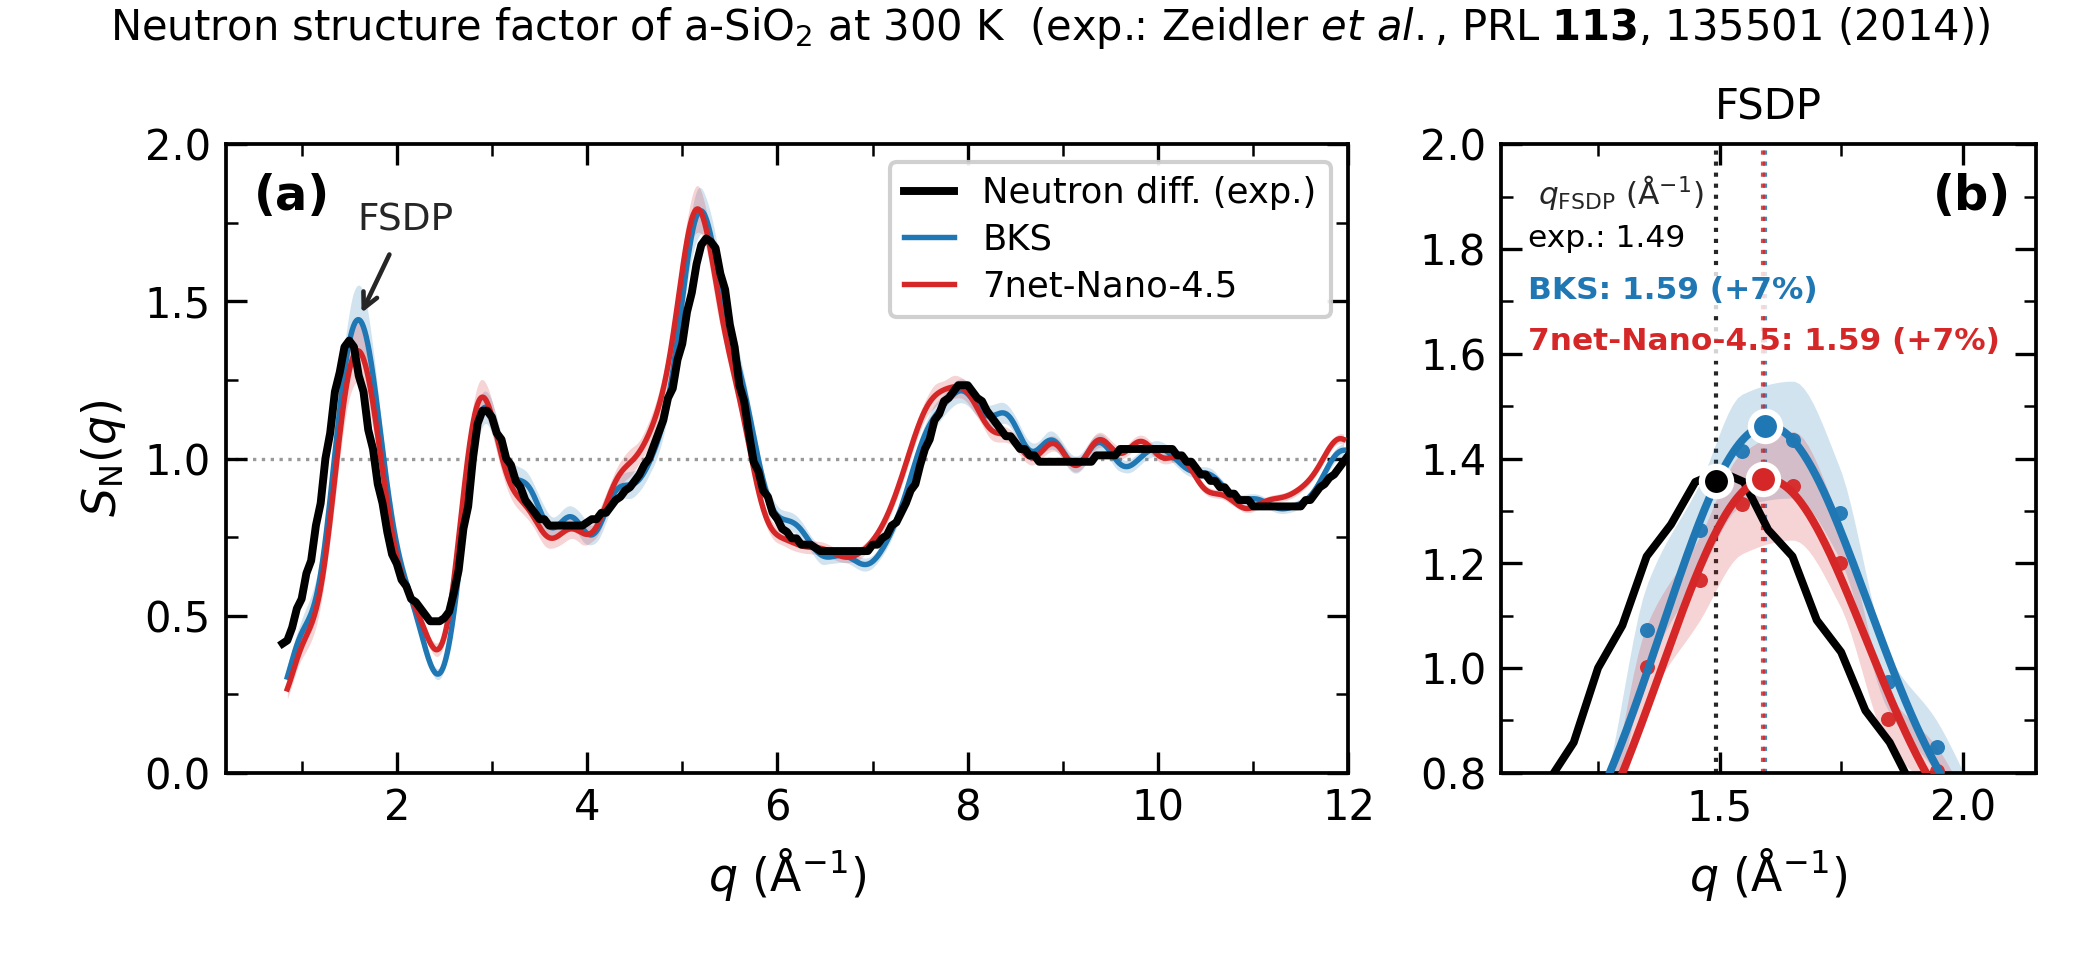 Neutron structure factor of a-SiO₂ at 300 K (exp.: Zeidler et al., PRL 113, 135501 (2014))
FSDP
(a)
FSDP
Neutron diff. (exp.)
BKS
7net-Nano-4.5
2.0
1.5
1.0
0.5
0.0
S_N(q)
2 4 6 8 10 12
q (Å⁻¹)
(b)
q_FSDP (Å⁻¹)
exp.: 1.49
BKS: 1.59 (+7%)
7net-Nano-4.5: 1.59 (+7%)
2.0
1.8
1.6
1.4
1.2
1.0
0.8
1.5 2.0
q (Å⁻¹)